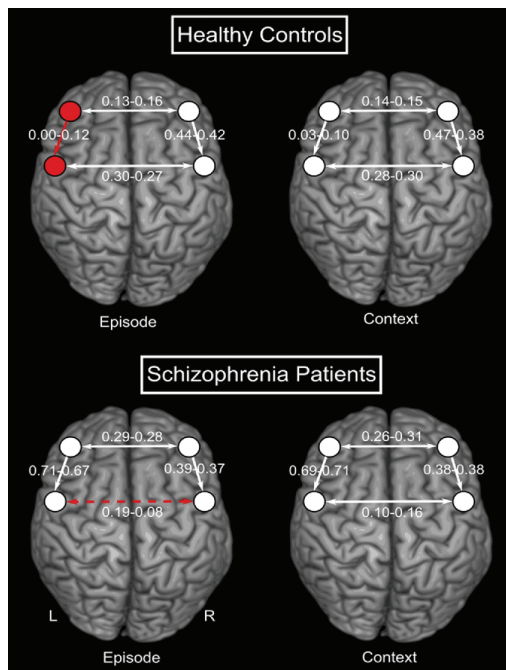 Healthy Controls
0.13-0.16 0.14-0.15
0.00-0.12 0.44-0.42 0.03-0.10 0.47-0.38
0.30-0.27 0.28-0.30
Episode Context
Schizophrenia Patients
0.29-0.28 0.26-0.31
0.71-0.67 0.39-0.37 0.69-0.71 0.38-0.38
0.19-0.08 0.10-0.16
L R
Episode Context